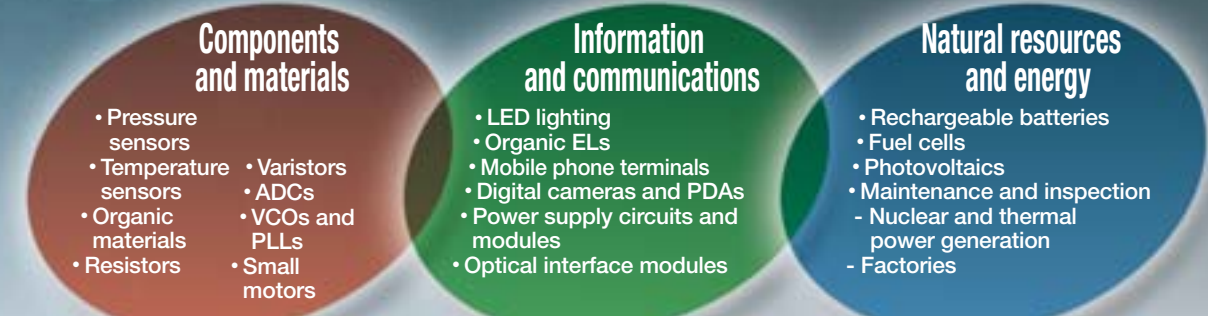 Components
and materials
• Pressure
sensors
• Temperature
sensors
• Organic
materials
• Resistors
• Varistors
• ADCs
• VCOs and
PLLs
• Small
motors
Information
and communications
• LED lighting
• Organic ELs
• Mobile phone terminals
• Digital cameras and PDAs
• Power supply circuits and
modules
• Optical interface modules
Natural resources
and energy
• Rechargeable batteries
• Fuel cells
• Photovoltaics
• Maintenance and inspection
- Nuclear and thermal
power generation
- Factories